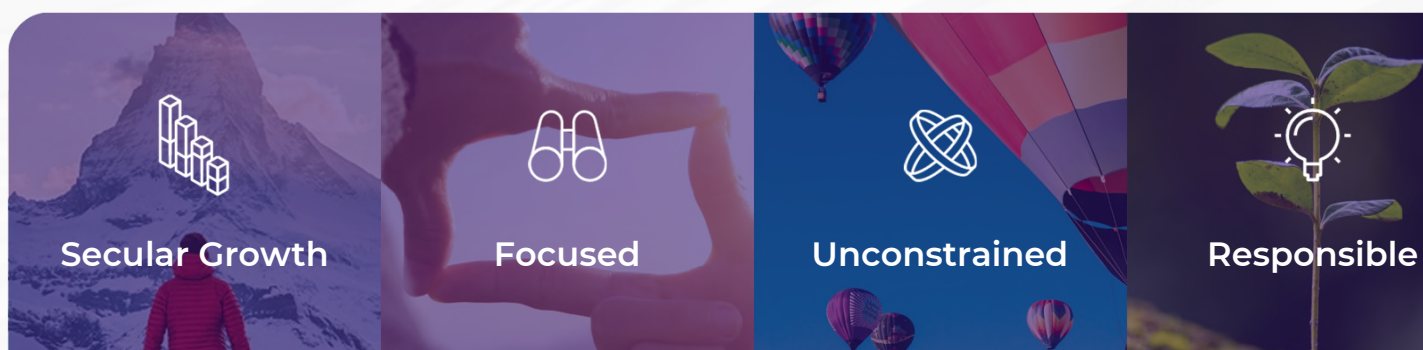 Secular Growth
Focused
Unconstrained
Responsible